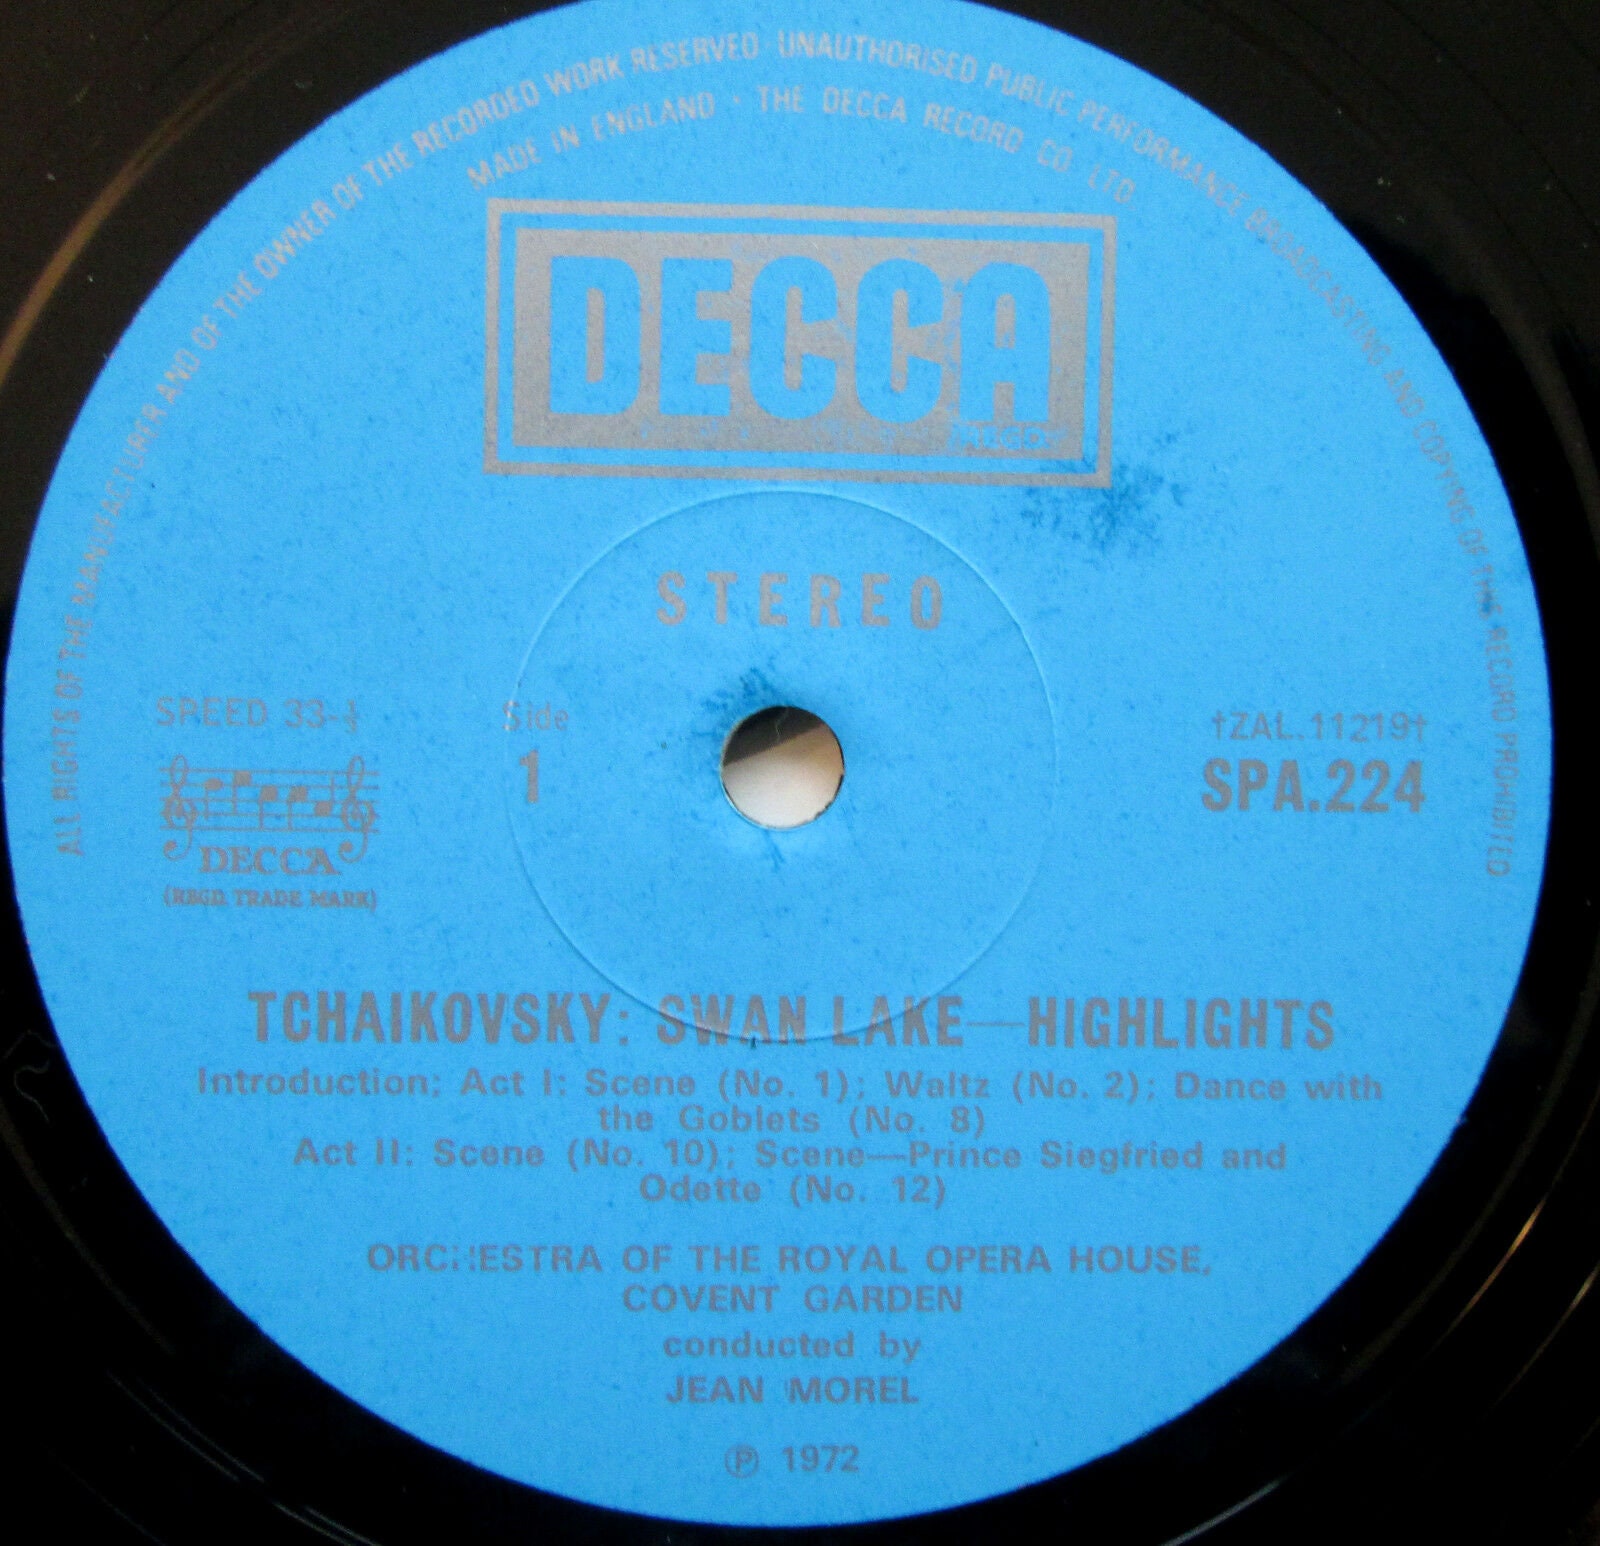 ALL RIGHTS OF THE MANUFACTURER AND OF THE OWNER OF THE RECORDED WORK RESERVED · UNAUTHORISED PUBLIC PERFORMANCE BROADCASTING AND COPYING OF THIS RECORD PROHIBITED
MADE IN ENGLAND · THE DECCA RECORD CO LTD
DECCA
STEREO
SPEED 33⅓
Side
1
†ZAL.11219†
SPA.224
DECCA
(REGD. TRADE MARK)
TCHAIKOVSKY: SWAN LAKE—HIGHLIGHTS
Introduction; Act I: Scene (No. 1); Waltz (No. 2); Dance with
the Goblets (No. 8)
Act II: Scene (No. 10); Scene—Prince Siegfried and
Odette (No. 12)
ORCHESTRA OF THE ROYAL OPERA HOUSE,
COVENT GARDEN
conducted by
JEAN MOREL
℗ 1972